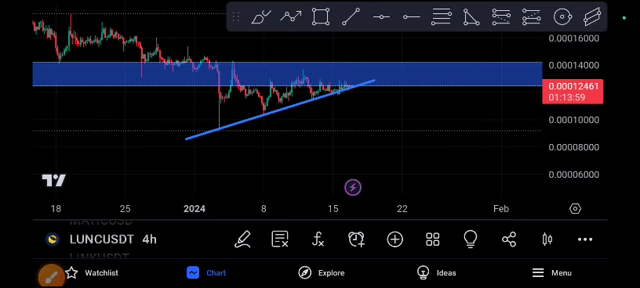 0.00016000
0.00014000
0.00012461
01:13:59
0.00010000
0.00008000
0.00006000
18 25 2024 8 15 22 Feb
LUNCUSDT 4h
Watchlist Chart Explore Ideas Menu